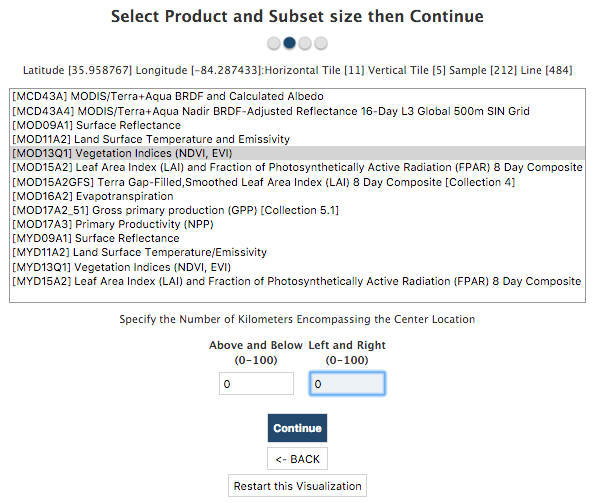 Select Product and Subset size then Continue
Latitude [35.958767] Longitude [-84.287433]:Horizontal Tile [11] Vertical Tile [5] Sample [212] Line [484]
[MCD43A] MODIS/Terra+Aqua BRDF and Calculated Albedo
[MCD43A4] MODIS/Terra+Aqua Nadir BRDF-Adjusted Reflectance 16-Day L3 Global 500m SIN Grid
[MOD09A1] Surface Reflectance
[MOD11A2] Land Surface Temperature and Emissivity
[MOD13Q1] Vegetation Indices (NDVI, EVI)
[MOD15A2] Leaf Area Index (LAI) and Fraction of Photosynthetically Active Radiation (FPAR) 8 Day Composite
[MOD15A2GFS] Terra Gap-Filled,Smoothed Leaf Area Index (LAI) 8 Day Composite [Collection 4]
[MOD16A2] Evapotranspiration
[MOD17A2_51] Gross primary production (GPP) [Collection 5.1]
[MOD17A3] Primary Productivity (NPP)
[MYD09A1] Surface Reflectance
[MYD11A2] Land Surface Temperature/Emissivity
[MYD13Q1] Vegetation Indices (NDVI, EVI)
[MYD15A2] Leaf Area Index (LAI) and Fraction of Photosynthetically Active Radiation (FPAR) 8 Day Composite
Specify the Number of Kilometers Encompassing the Center Location
Above and Below Left and Right
(0-100) (0-100)
0 0
Continue
<- BACK
Restart this Visualization